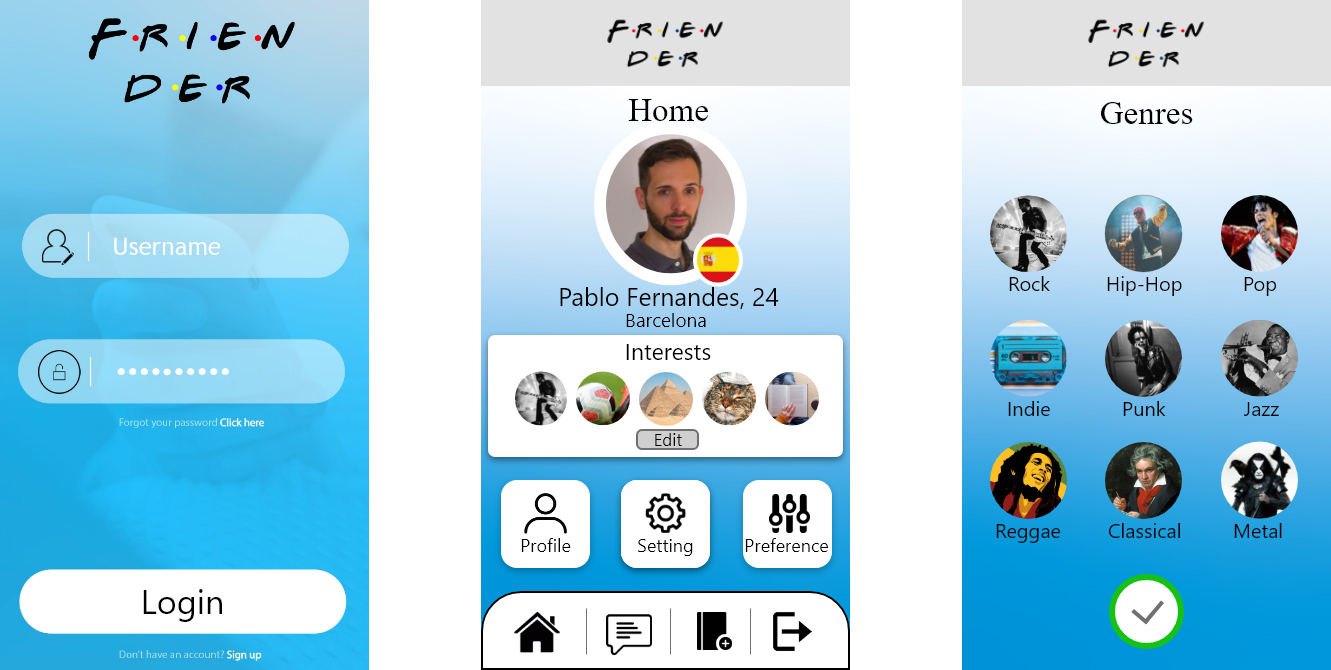 F·R·I·E·N
D·E·R
Username
••••••••••
Forgot your password Click here
Login
Don't have an account? Sign up
F·R·I·E·N
D·E·R
Home
Pablo Fernandes, 24
Barcelona
Interests
Edit
Profile Setting Preference
F·R·I·E·N
D·E·R
Genres
Rock Hip-Hop Pop
Indie Punk Jazz
Reggae Classical Metal